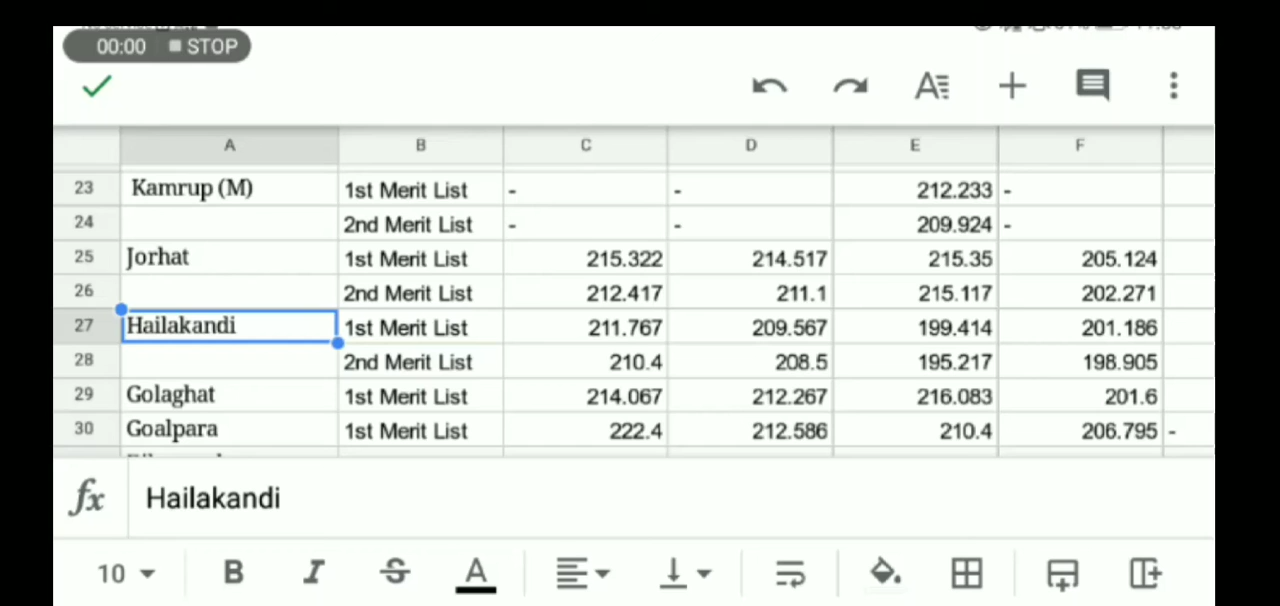 00:00 STOP
A B C D E F
23 Kamrup (M) 1st Merit List - - 212.233 -
24 2nd Merit List - - 209.924 -
25 Jorhat 1st Merit List 215.322 214.517 215.35 205.124
26 2nd Merit List 212.417 211.1 215.117 202.271
27 Hailakandi 1st Merit List 211.767 209.567 199.414 201.186
28 2nd Merit List 210.4 208.5 195.217 198.905
29 Golaghat 1st Merit List 214.067 212.267 216.083 201.6
30 Goalpara 1st Merit List 222.4 212.586 210.4 206.795 -
fx Hailakandi
10 B I S A